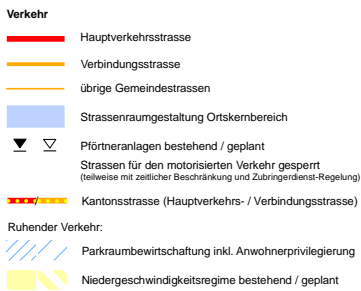 Verkehr
Hauptverkehrsstrasse
Verbindungsstrasse
übrige Gemeindestrassen
Strassenraumgestaltung Ortskernbereich
Pförtneranlagen bestehend / geplant
Strassen für den motorisierten Verkehr gesperrt
(teilweise mit zeitlicher Beschränkung und Zubringerdienst-Regelung)
Kantonsstrasse (Hauptverkehrs- / Verbindungsstrasse)
Ruhender Verkehr:
Parkraumbewirtschaftung inkl. Anwohnerprivilegierung
Niedergeschwindigkeitsregime bestehend / geplant